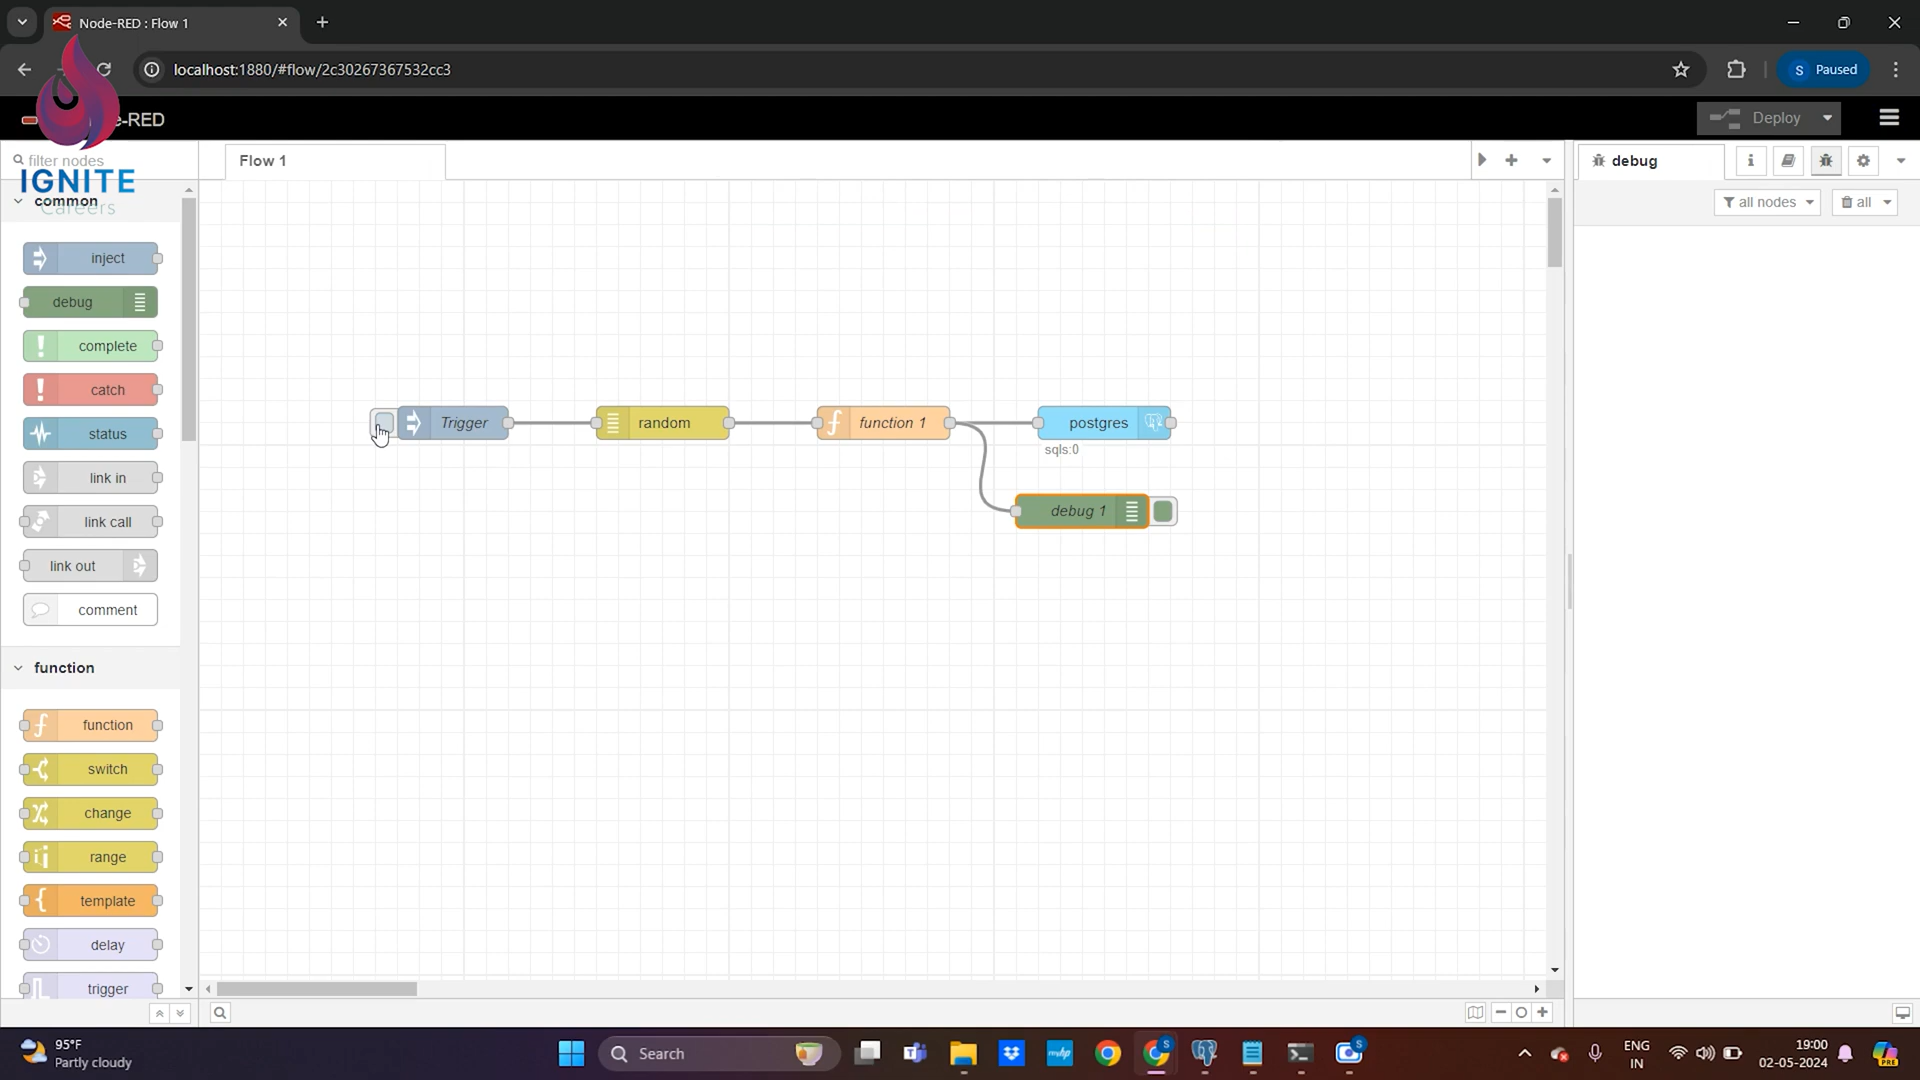 Node-RED : Flow 1
localhost:1880/#flow/2c30267367532cc3
S Paused
e-RED
Deploy
filter nodes
IGNITE
Careers
Flow 1
debug
i
all nodes
all
common
inject
debug
complete
catch
status
link in
link call
link out
comment
function
function
switch
change
range
template
delay
trigger
Trigger
random
function 1
postgres
sqls:0
debug 1
95°F
Partly cloudy
Search
ENG
IN
19:00
02-05-2024
PRE